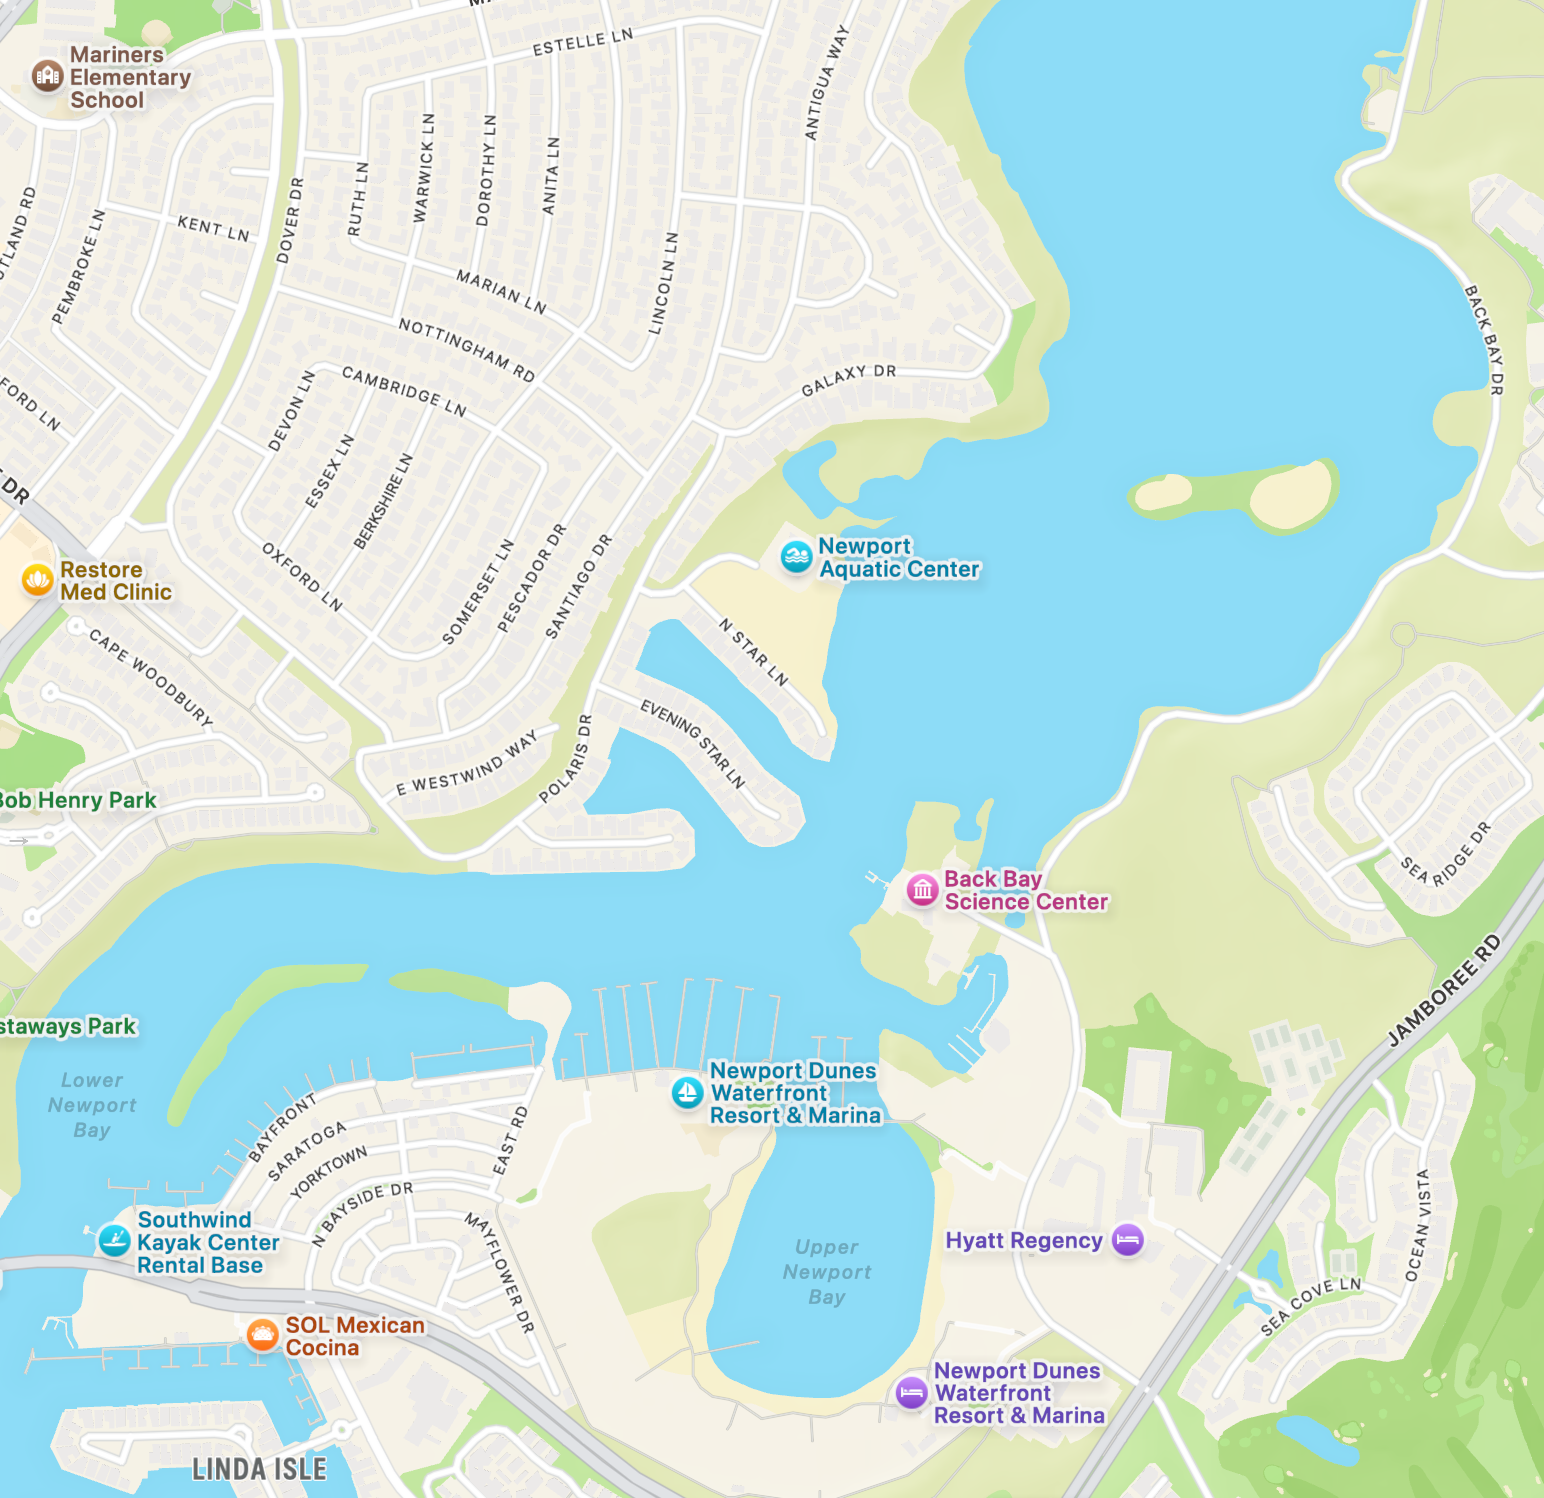 ESTELLE LN
Mariners
Elementary
School
ANTIGUA WAY
WARWICK LN
DOROTHY LN
ANITA LN
RUTH LN
DOVER DR
KENT LN
PEMBROKE LN
MARIAN LN
LINCOLN LN
NOTTINGHAM RD
BACK BAY DR
GALAXY DR
CAMBRIDGE LN
DEVON LN
ESSEX LN
BERKSHIRE LN
DR
OXFORD LN
SOMERSET LN
PESCADOR DR
SANTIAGO DR
Newport
Aquatic Center
Restore
Med Clinic
CAPE WOODBURY
N STAR LN
EVENING STAR LN
E WESTWIND WAY
POLARIS DR
Bob Henry Park
SEA RIDGE DR
Back Bay
Science Center
JAMBOREE RD
staways Park
Lower
Newport
Bay
Newport Dunes
Waterfront
Resort & Marina
BAYFRONT
SARATOGA
YORKTOWN
EAST RD
N BAYSIDE DR
MAYFLOWER DR
OCEAN VISTA
Southwind
Kayak Center
Rental Base
Upper
Newport
Bay
Hyatt Regency
SEA COVE LN
SOL Mexican
Cocina
Newport Dunes
Waterfront
Resort & Marina
LINDA ISLE